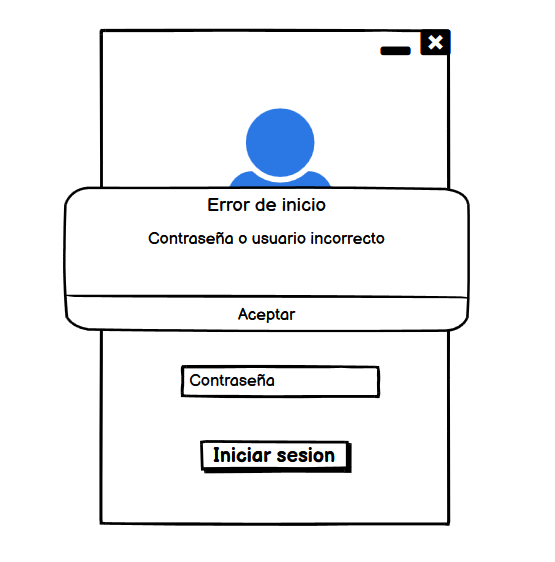 Error de inicio
Contraseña o usuario incorrecto
Aceptar
Contraseña
Iniciar sesion